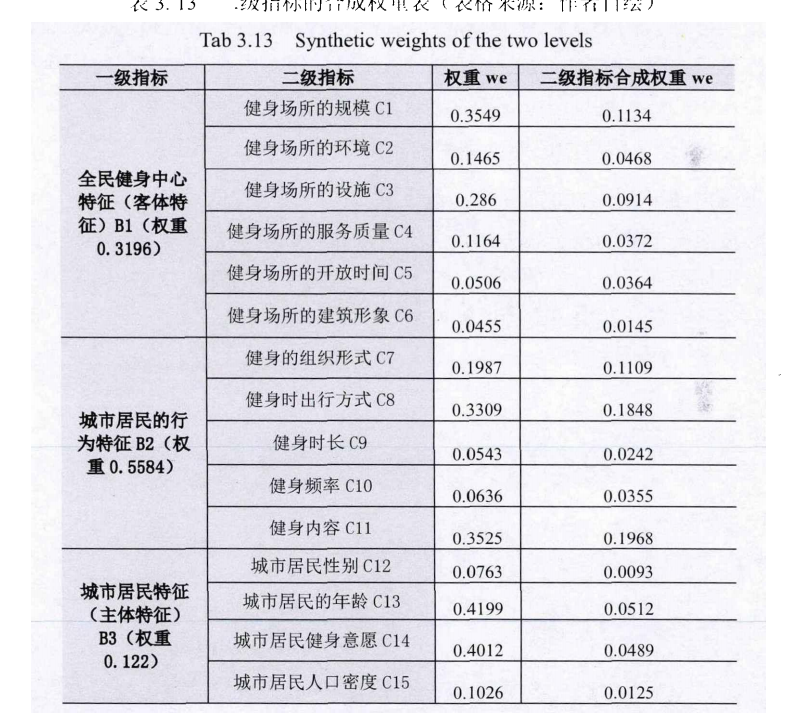 表3.13 二级指标的合成权重表（表格来源：作者自绘）
Tab 3.13 Synthetic weights of the two levels
一级指标 二级指标 权重 we 二级指标合成权重 we
全民健身中心
特征（客体特
征）B1（权重
0.3196）
健身场所的规模 C1 0.3549 0.1134
健身场所的环境 C2 0.1465 0.0468
健身场所的设施 C3 0.286 0.0914
健身场所的服务质量 C4 0.1164 0.0372
健身场所的开放时间 C5 0.0506 0.0364
健身场所的建筑形象 C6 0.0455 0.0145
城市居民的行
为特征 B2（权
重 0.5584）
健身的组织形式 C7 0.1987 0.1109
健身时出行方式 C8 0.3309 0.1848
健身时长 C9 0.0543 0.0242
健身频率 C10 0.0636 0.0355
健身内容 C11 0.3525 0.1968
城市居民特征
（主体特征）
B3（权重
0.122）
城市居民性别 C12 0.0763 0.0093
城市居民的年龄 C13 0.4199 0.0512
城市居民健身意愿 C14 0.4012 0.0489
城市居民人口密度 C15 0.1026 0.0125